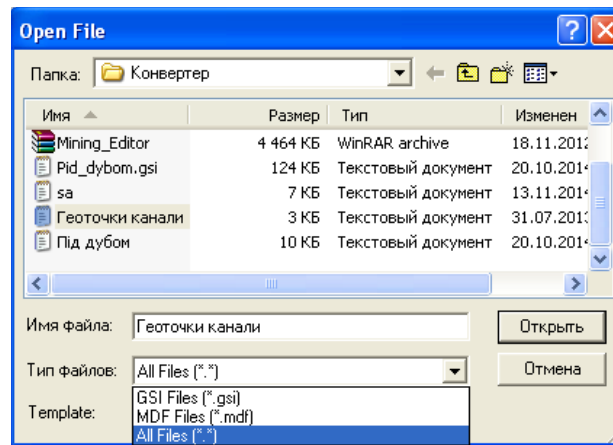 Open File
Папка: Конвертер
Имя Размер Тип Изменен
Mining_Editor 4 464 КБ WinRAR archive 18.11.2012
Pid_dybom.gsi 124 КБ Текстовый документ 20.10.201
sa 7 КБ Текстовый документ 13.11.201
Геоточки канали 3 КБ Текстовый документ 31.07.2013
Під дубом 10 КБ Текстовый документ 20.10.201
Имя файла: Геоточки канали Открыть
Тип файлов: All Files (*.*) Отмена
GSI Files (*.gsi)
Template: MDF Files (*.mdf)
All Files (*.*)